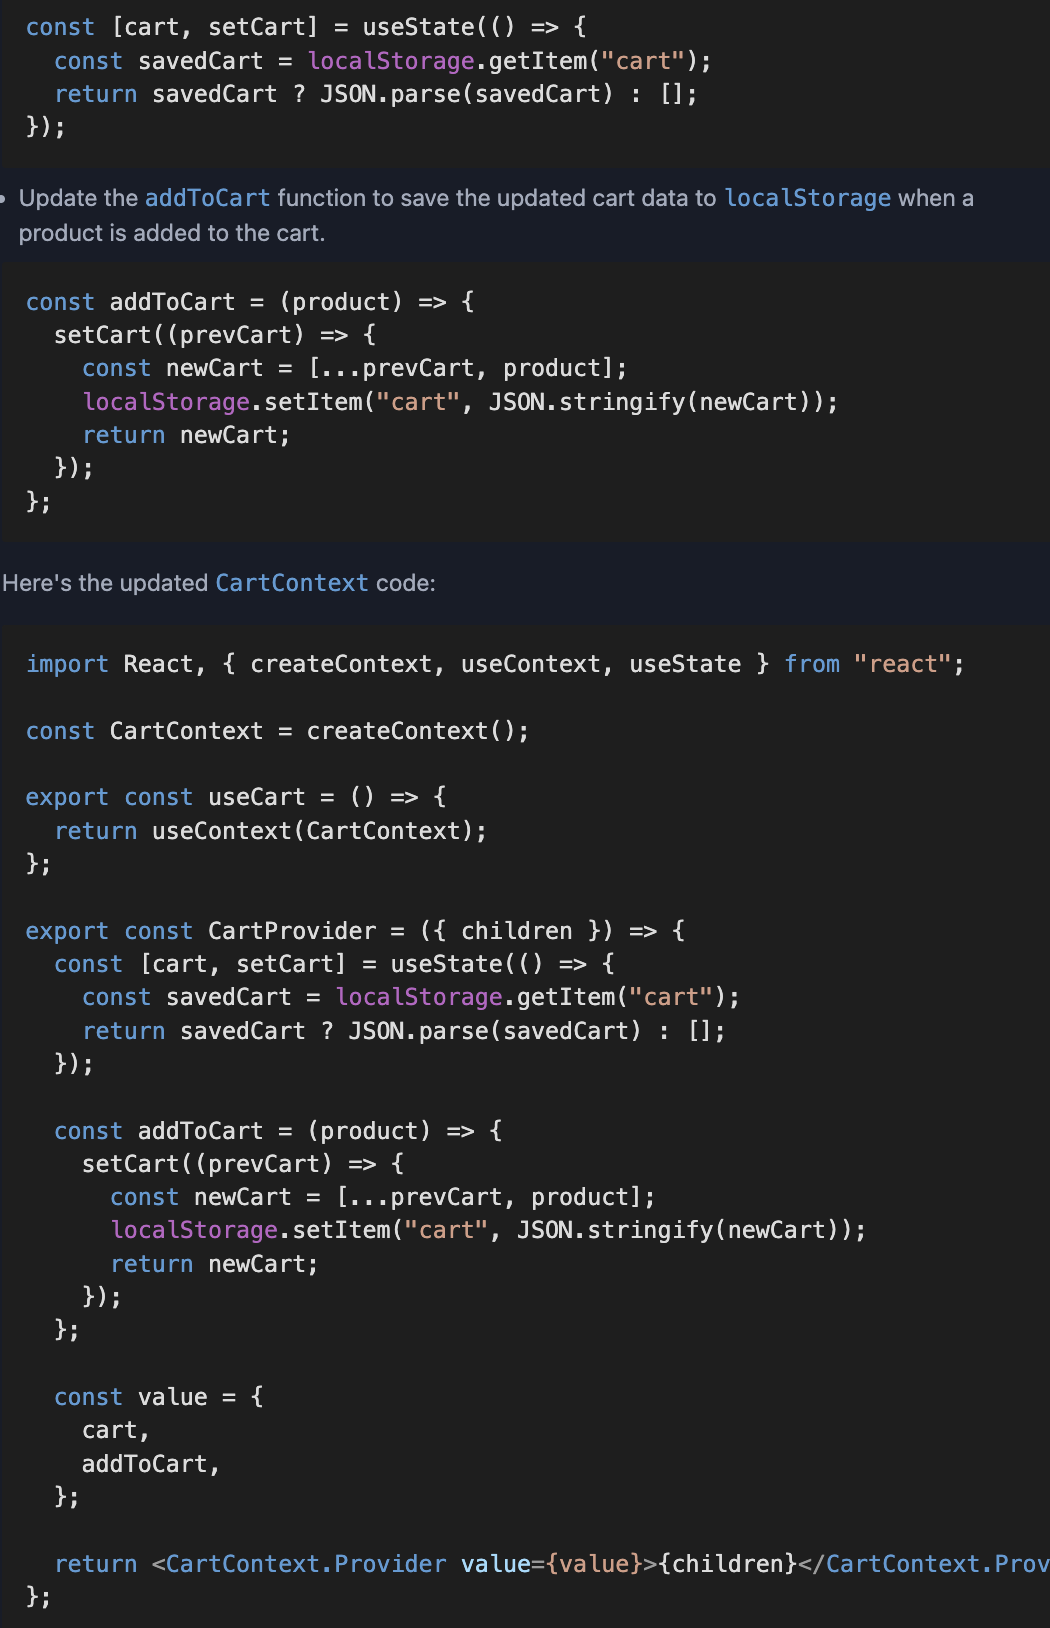 const [cart, setCart] = useState(() => {
  const savedCart = localStorage.getItem("cart");
  return savedCart ? JSON.parse(savedCart) : [];
});
• Update the addToCart function to save the updated cart data to localStorage when a
product is added to the cart.
const addToCart = (product) => {
  setCart((prevCart) => {
    const newCart = [...prevCart, product];
    localStorage.setItem("cart", JSON.stringify(newCart));
    return newCart;
  });
};
Here's the updated CartContext code:
import React, { createContext, useContext, useState } from "react";
const CartContext = createContext();
export const useCart = () => {
  return useContext(CartContext);
};
export const CartProvider = ({ children }) => {
  const [cart, setCart] = useState(() => {
    const savedCart = localStorage.getItem("cart");
    return savedCart ? JSON.parse(savedCart) : [];
  });
  const addToCart = (product) => {
    setCart((prevCart) => {
      const newCart = [...prevCart, product];
      localStorage.setItem("cart", JSON.stringify(newCart));
      return newCart;
    });
  };
  const value = {
    cart,
    addToCart,
  };
  return <CartContext.Provider value={value}>{children}</CartContext.Prov
};